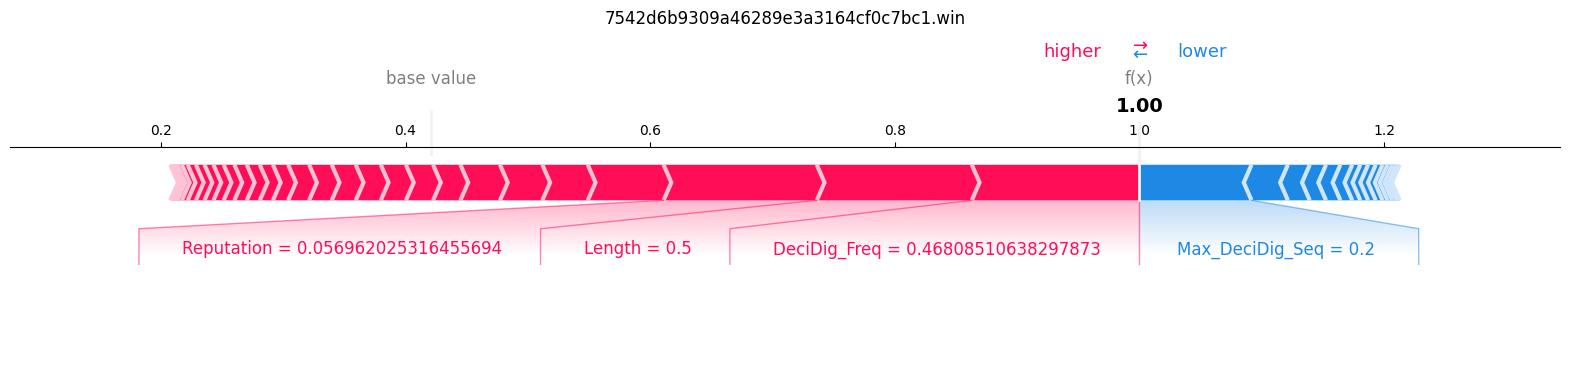 7542d6b9309a46289e3a3164cf0c7bc1.win
higher → ← lower
base value f(x)
1.00
0.2 0.4 0.6 0.8 1.0 1.2
Reputation = 0.056962025316455694 Length = 0.5 DeciDig_Freq = 0.46808510638297873 Max_DeciDig_Seq = 0.2